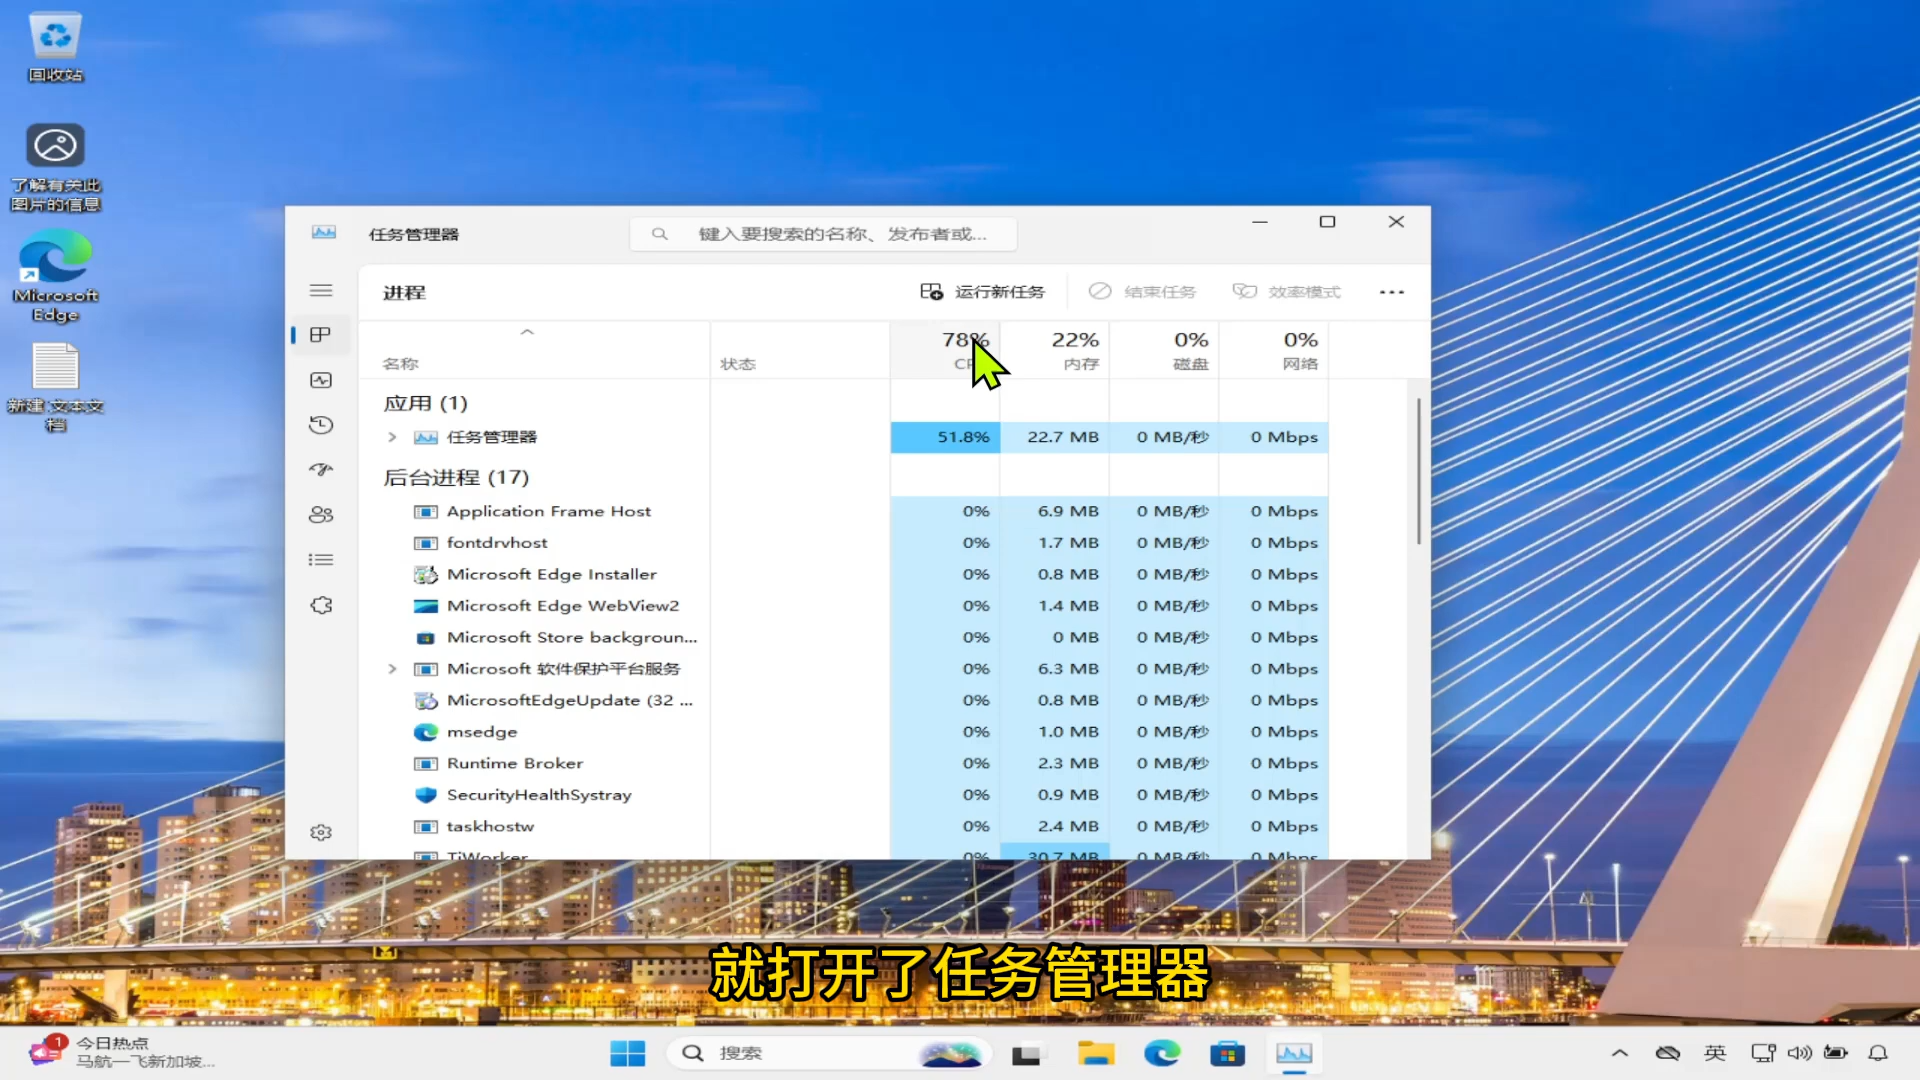 回收站
了解有关此
图片的信息
Microsoft
Edge
新建 文本文
档
任务管理器
键入要搜索的名称、发布者或...
进程
运行新任务
结束任务
效率模式
78%
22%
0%
0%
名称
状态
内存
磁盘
网络
应用 (1)
任务管理器 51.8% 22.7 MB 0 MB/秒 0 Mbps
后台进程 (17)
Application Frame Host 0% 6.9 MB 0 MB/秒 0 Mbps
fontdrvhost 0% 1.7 MB 0 MB/秒 0 Mbps
Microsoft Edge Installer 0% 0.8 MB 0 MB/秒 0 Mbps
Microsoft Edge WebView2 0% 1.4 MB 0 MB/秒 0 Mbps
Microsoft Store backgroun... 0% 0 MB 0 MB/秒 0 Mbps
Microsoft 软件保护平台服务 0% 6.3 MB 0 MB/秒 0 Mbps
MicrosoftEdgeUpdate (32 ... 0% 0.8 MB 0 MB/秒 0 Mbps
msedge 0% 1.0 MB 0 MB/秒 0 Mbps
Runtime Broker 0% 2.3 MB 0 MB/秒 0 Mbps
SecurityHealthSystray 0% 0.9 MB 0 MB/秒 0 Mbps
taskhostw 0% 2.4 MB 0 MB/秒 0 Mbps
TiWorker 0% 30.7 MB 0 MB/秒 0 Mbps
就打开了任务管理器
1
今日热点
马航一飞新加坡...
搜索
英